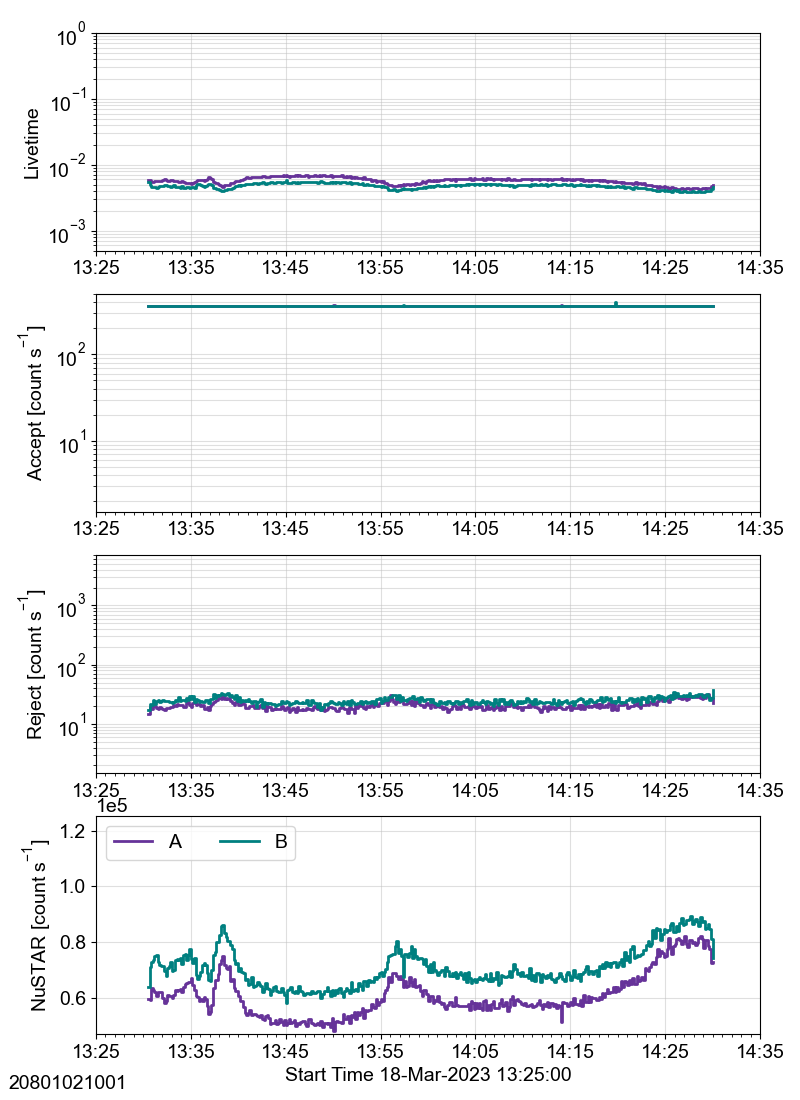 10^0
10^−1
10^−2
10^−3
Livetime
13:25 13:35 13:45 13:55 14:05 14:15 14:25 14:35
10^2
10^1
Accept [count s^−1]
13:25 13:35 13:45 13:55 14:05 14:15 14:25 14:35
10^3
10^2
10^1
Reject [count s^−1]
13:25 13:35 13:45 13:55 14:05 14:15 14:25 14:35
1e5
A B
1.2
1.0
0.8
0.6
NuSTAR [count s^−1]
13:25 13:35 13:45 13:55 14:05 14:15 14:25 14:35
Start Time 18-Mar-2023 13:25:00
20801021001